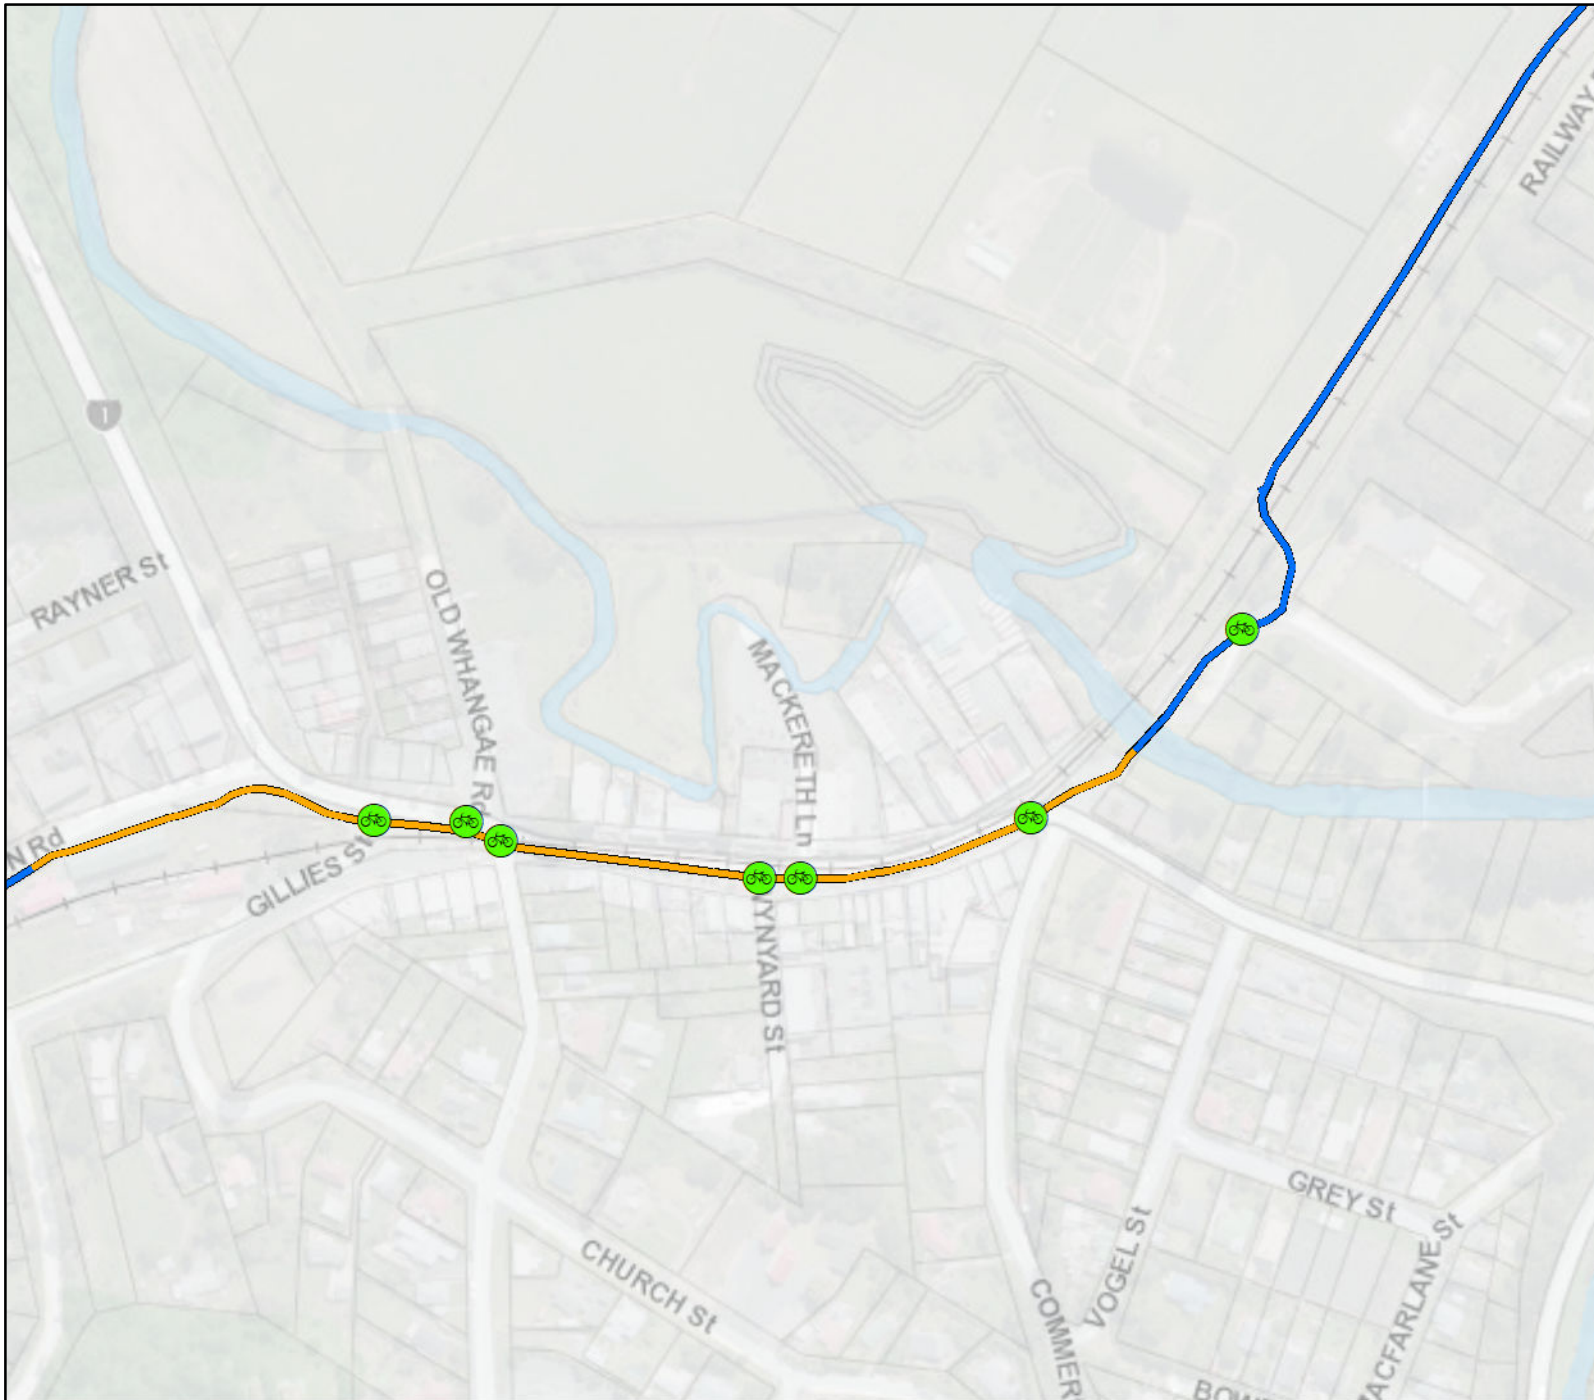 RAILWAY
1
RAYNER St
OLD WHANGAE Rd
MACKERETH Ln
N Rd
GILLIES St
WYNYARD St
GREY St
VOGEL St
MACFARLANE St
CHURCH St
COMMER
BOW